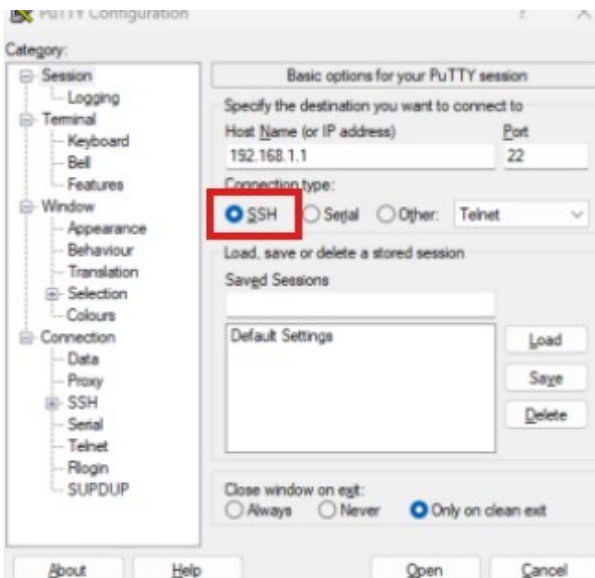 PuTTY Configuration ? ×
Category:
Session
Logging
Terminal
Keyboard
Bell
Features
Window
Appearance
Behaviour
Translation
Selection
Colours
Connection
Data
Proxy
SSH
Serial
Telnet
Rlogin
SUPDUP
Basic options for your PuTTY session
Specify the destination you want to connect to
Host Name (or IP address) Port
192.168.1.1 22
Connection type:
SSH Serial Other: Telnet
Load, save or delete a stored session
Saved Sessions
Default Settings
Load
Save
Delete
Close window on exit:
Always Never Only on clean exit
About Help Open Cancel